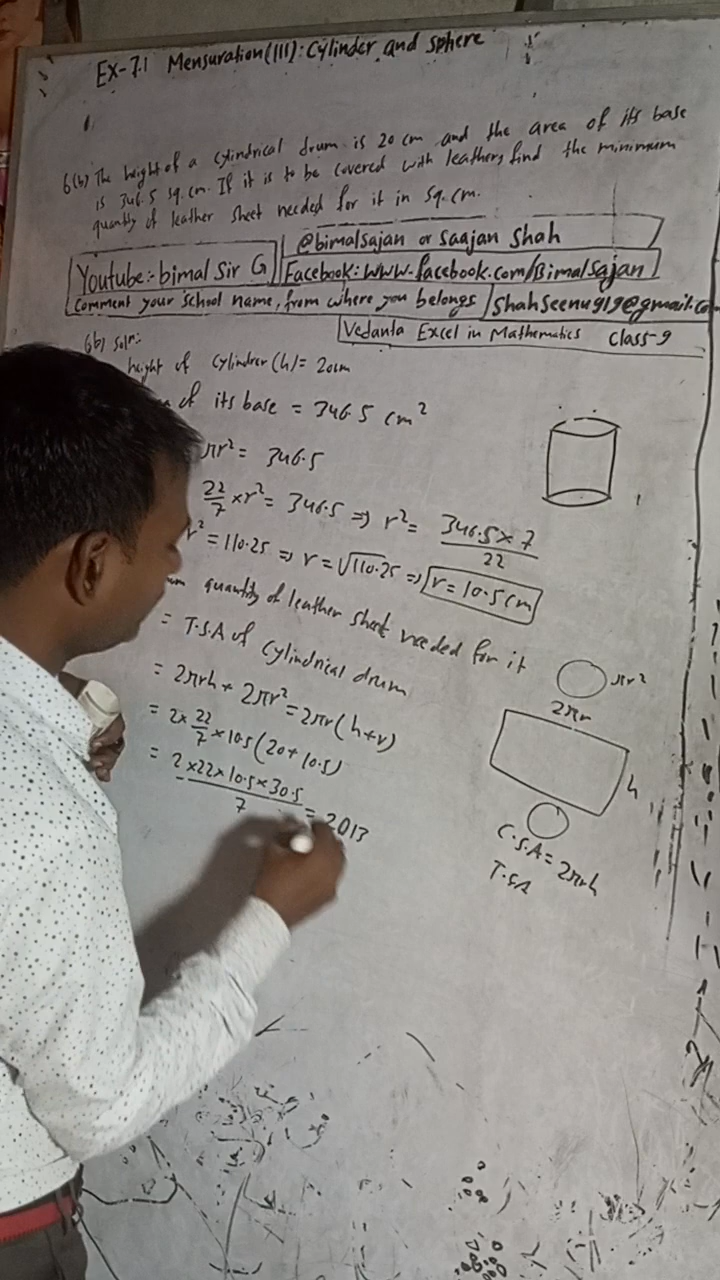 Ex-7.1 Mensuration(III): Cylinder and sphere
6(b) The height of a cylindrical drum is 20 cm and the area of its base
is 346.5 sq.cm. If it is to be covered with leathers, find the minimum
quantity of leather sheet needed for it in sq.cm.
@bimalsajan or Saajan Shah
Youtube:- bimal Sir G
Facebook: www.facebook.com/Bimalsajan
Comment your school name, from where you belongs
Shahseenu919@gmail.co
Vedanta Excel in Mathematics Class-9
6b) soln:
height of cylinder (h) = 20cm
of its base = 346.5 cm²
πr² = 346.5
22/7 × r² = 346.5 => r² = 346.5×7/22
r² = 110.25 => r = √110.25 => r = 10.5cm
um quantity of leather sheet needed for it
= T.S.A of cylindrical drum
= 2πrh + 2πr² = 2πr(h+r)
= 2× 22/7 ×10.5(20+10.5)
= 2×22×10.5×30.5/7 = 2013
πr²
2πr
h
C.S.A = 2πrh
T.S.A